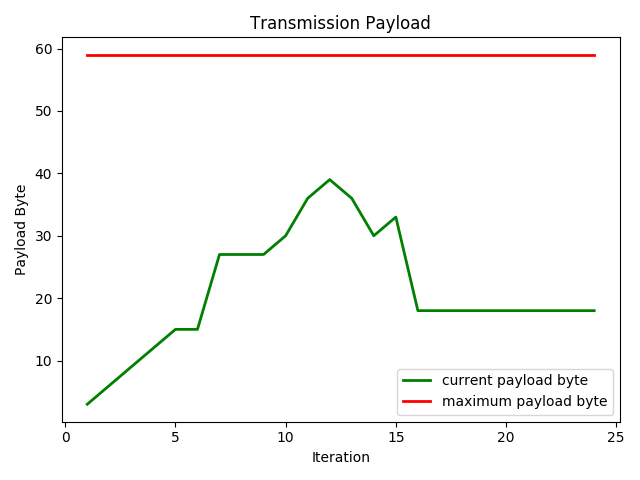 Transmission Payload
60
50
40
30
20
10
Payload Byte
0
5
10
15
20
25
Iteration
current payload byte
maximum payload byte